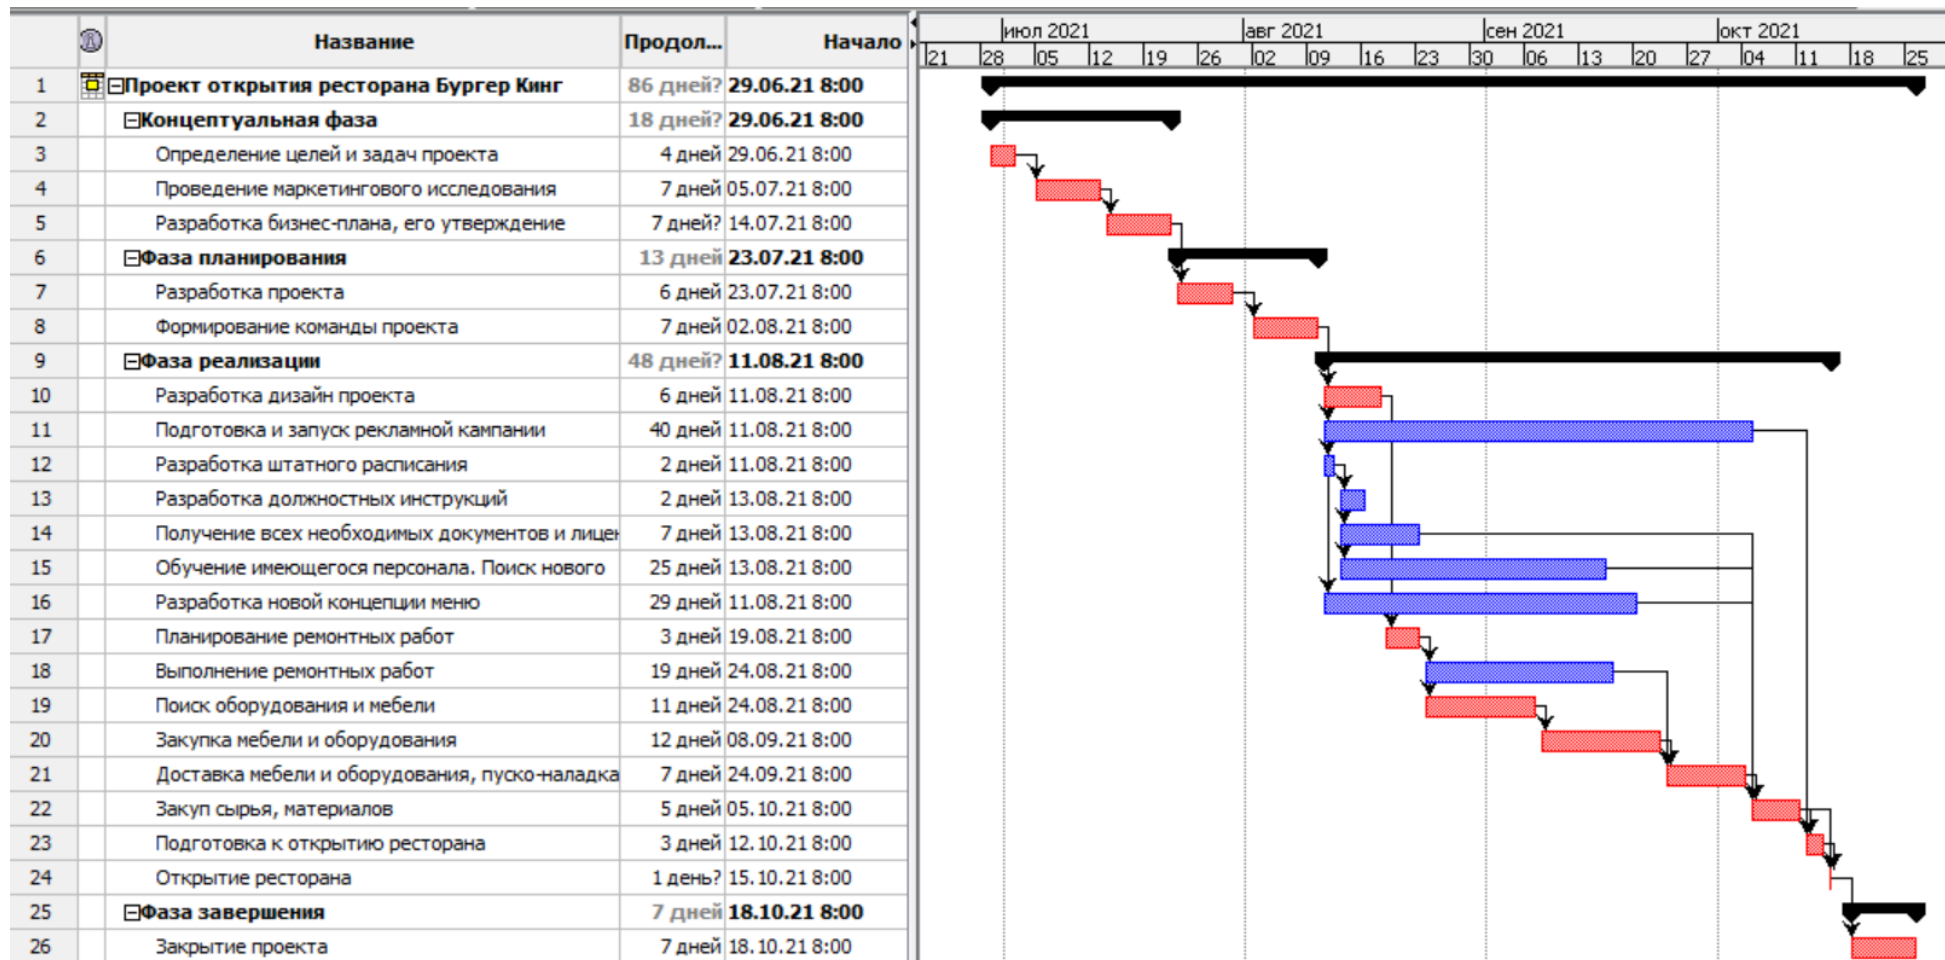 Название Продол... Начало
июл 2021 авг 2021 сен 2021 окт 2021
21 28 05 12 19 26 02 09 16 23 30 06 13 20 27 04 11 18 25
1 Проект открытия ресторана Бургер Кинг 86 дней? 29.06.21 8:00
2 Концептуальная фаза 18 дней? 29.06.21 8:00
3 Определение целей и задач проекта 4 дней 29.06.21 8:00
4 Проведение маркетингового исследования 7 дней 05.07.21 8:00
5 Разработка бизнес-плана, его утверждение 7 дней? 14.07.21 8:00
6 Фаза планирования 13 дней 23.07.21 8:00
7 Разработка проекта 6 дней 23.07.21 8:00
8 Формирование команды проекта 7 дней 02.08.21 8:00
9 Фаза реализации 48 дней? 11.08.21 8:00
10 Разработка дизайн проекта 6 дней 11.08.21 8:00
11 Подготовка и запуск рекламной кампании 40 дней 11.08.21 8:00
12 Разработка штатного расписания 2 дней 11.08.21 8:00
13 Разработка должностных инструкций 2 дней 13.08.21 8:00
14 Получение всех необходимых документов и лицен 7 дней 13.08.21 8:00
15 Обучение имеющегося персонала. Поиск нового 25 дней 13.08.21 8:00
16 Разработка новой концепции меню 29 дней 11.08.21 8:00
17 Планирование ремонтных работ 3 дней 19.08.21 8:00
18 Выполнение ремонтных работ 19 дней 24.08.21 8:00
19 Поиск оборудования и мебели 11 дней 24.08.21 8:00
20 Закупка мебели и оборудования 12 дней 08.09.21 8:00
21 Доставка мебели и оборудования, пуско-наладка 7 дней 24.09.21 8:00
22 Закуп сырья, материалов 5 дней 05.10.21 8:00
23 Подготовка к открытию ресторана 3 дней 12.10.21 8:00
24 Открытие ресторана 1 день? 15.10.21 8:00
25 Фаза завершения 7 дней 18.10.21 8:00
26 Закрытие проекта 7 дней 18.10.21 8:00